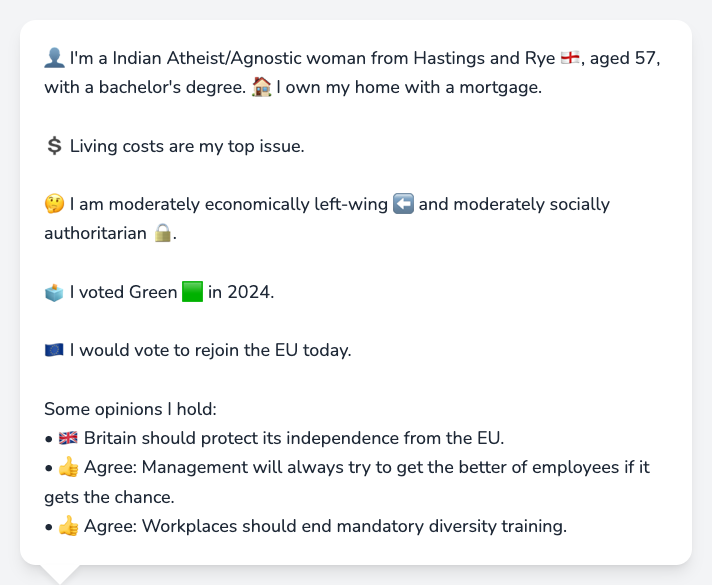 👤 I'm a Indian Atheist/Agnostic woman from Hastings and Rye 🏴󠁧󠁢󠁥󠁮󠁧󠁿, aged 57,
with a bachelor's degree. 🏠 I own my home with a mortgage.
💲 Living costs are my top issue.
🤔 I am moderately economically left-wing ⬅️ and moderately socially
authoritarian 🔒.
🗳️ I voted Green 🟩 in 2024.
🇪🇺 I would vote to rejoin the EU today.
Some opinions I hold:
• 🇬🇧 Britain should protect its independence from the EU.
• 👍 Agree: Management will always try to get the better of employees if it
gets the chance.
• 👍 Agree: Workplaces should end mandatory diversity training.